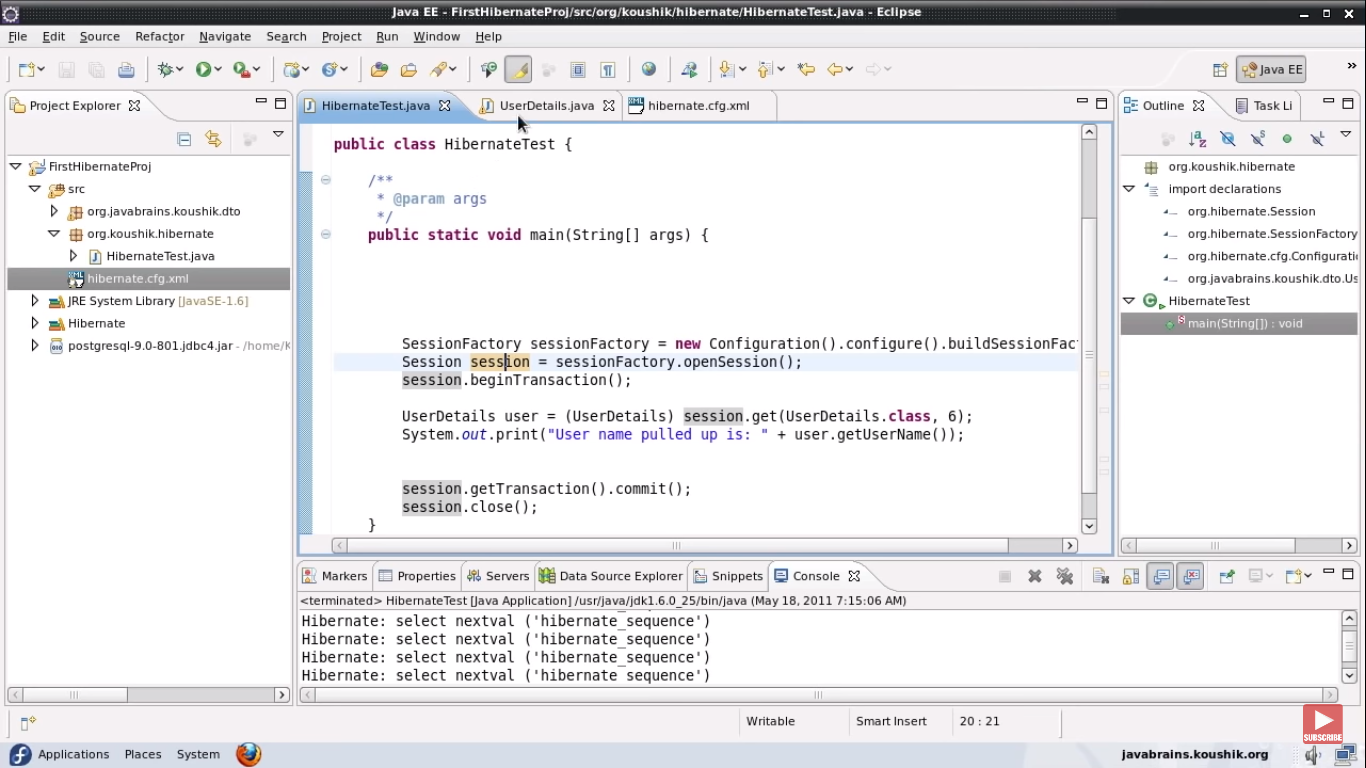 Java EE - FirstHibernateProj/src/org/koushik/hibernate/HibernateTest.java - Eclipse
File Edit Source Refactor Navigate Search Project Run Window Help
Java EE
Project Explorer
FirstHibernateProj
src
org.javabrains.koushik.dto
org.koushik.hibernate
HibernateTest.java
hibernate.cfg.xml
JRE System Library [JavaSE-1.6]
Hibernate
postgresql-9.0-801.jdbc4.jar - /home/K
HibernateTest.java UserDetails.java hibernate.cfg.xml
public class HibernateTest {
/**
* @param args
*/
public static void main(String[] args) {
SessionFactory sessionFactory = new Configuration().configure().buildSessionFac
Session session = sessionFactory.openSession();
session.beginTransaction();
UserDetails user = (UserDetails) session.get(UserDetails.class, 6);
System.out.print("User name pulled up is: " + user.getUserName());
session.getTransaction().commit();
session.close();
}
Outline Task Li
org.koushik.hibernate
import declarations
org.hibernate.Session
org.hibernate.SessionFactory
org.hibernate.cfg.Configurati
org.javabrains.koushik.dto.Us
HibernateTest
main(String[]) : void
Markers Properties Servers Data Source Explorer Snippets Console
<terminated> HibernateTest [Java Application] /usr/java/jdk1.6.0_25/bin/java (May 18, 2011 7:15:06 AM)
Hibernate: select nextval ('hibernate_sequence')
Hibernate: select nextval ('hibernate_sequence')
Hibernate: select nextval ('hibernate_sequence')
Hibernate: select nextval ('hibernate sequence')
Writable Smart Insert 20 : 21
SUBSCRIBE
Applications Places System
javabrains.koushik.org